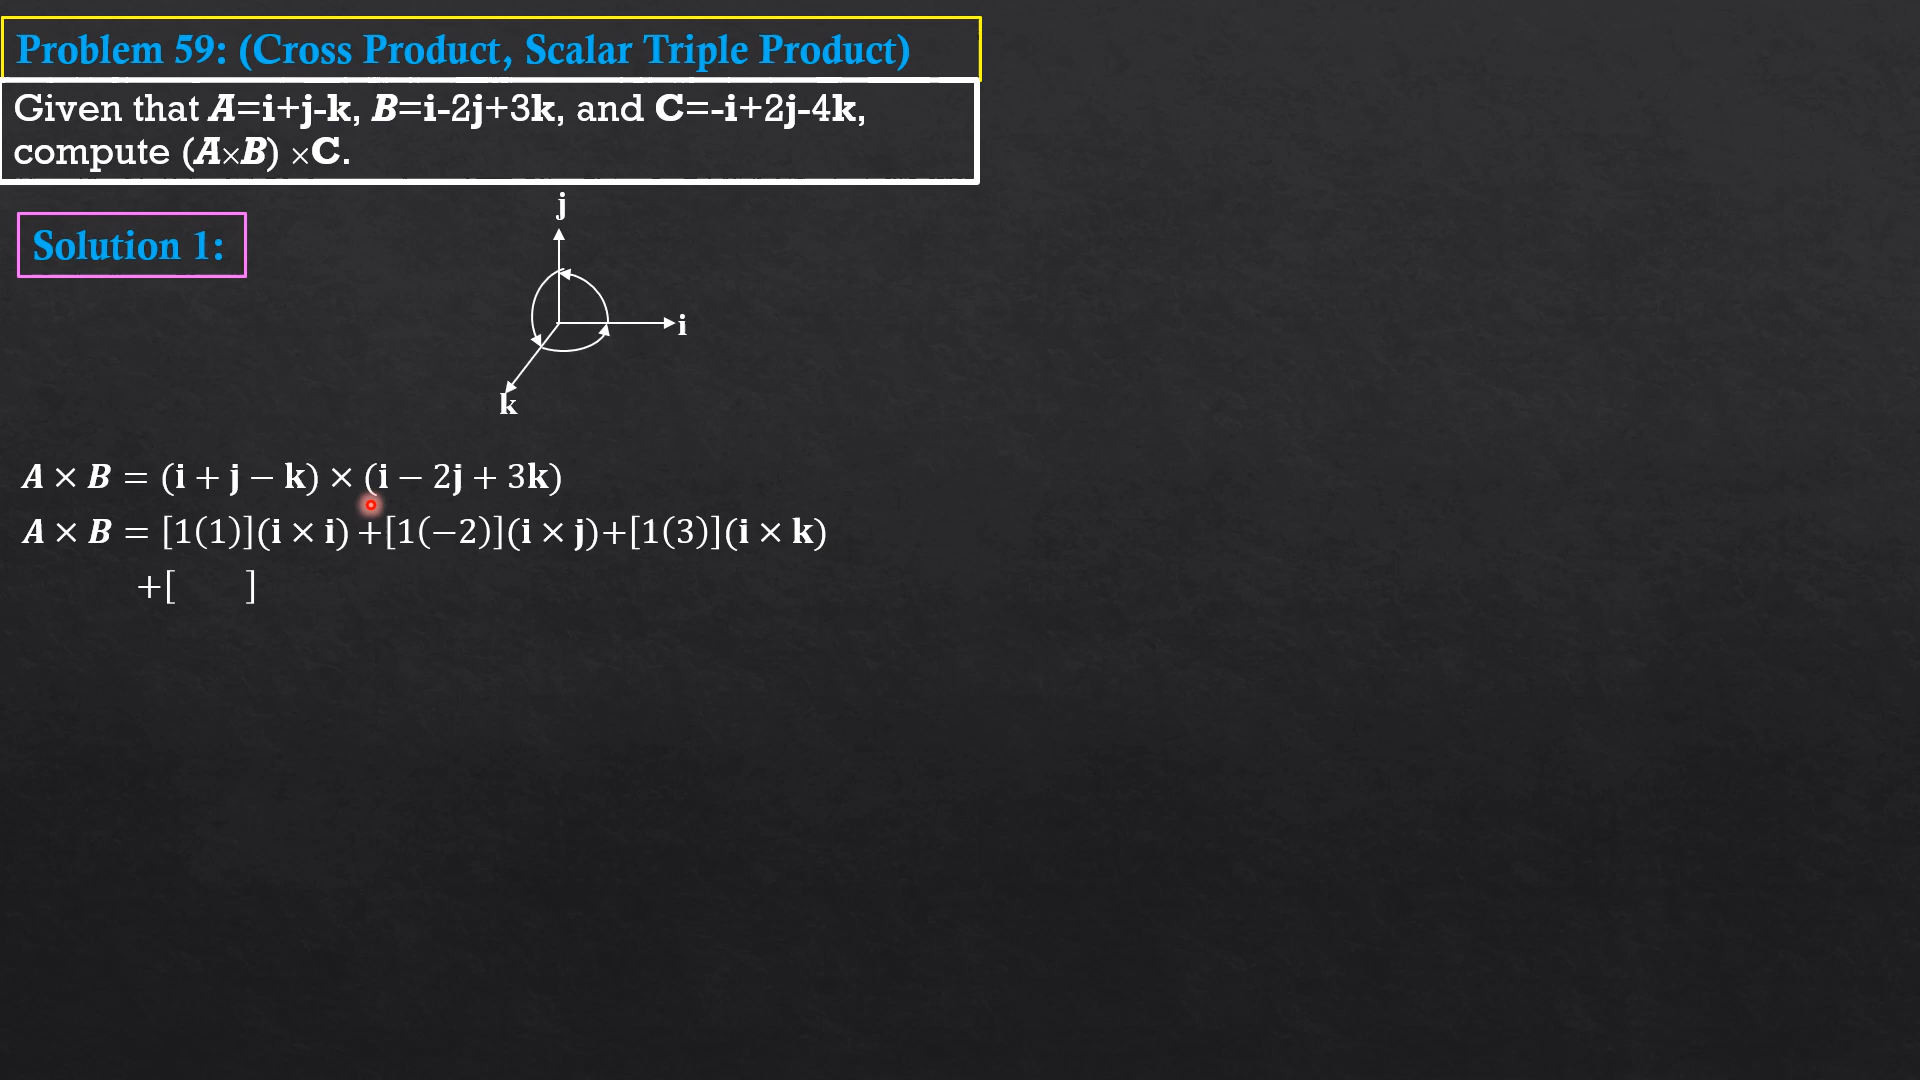 Problem 59: (Cross Product, Scalar Triple Product)
Given that A=i+j-k, B=i-2j+3k, and C=-i+2j-4k,
compute (A×B) ×C.
Solution 1:
j
i
k
A × B = (i + j − k) × (i − 2j + 3k)
A × B = [1(1)](i × i) +[1(−2)](i × j)+[1(3)](i × k)
+[ ]